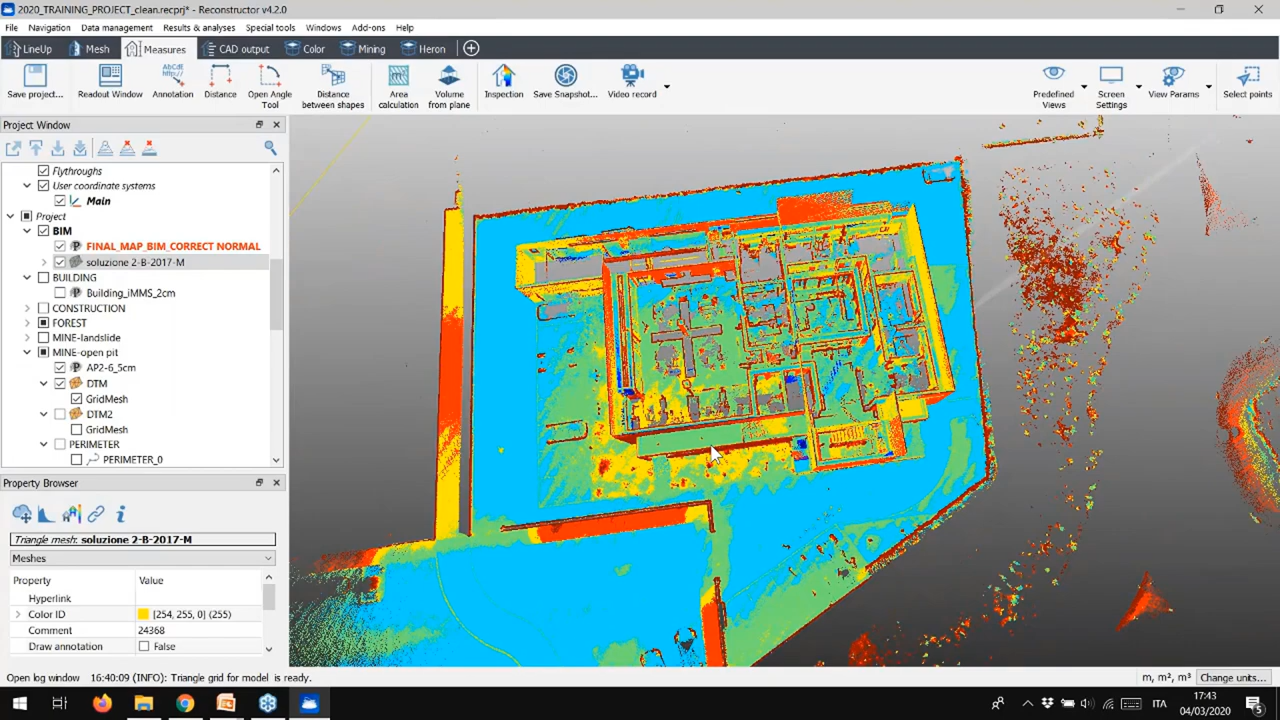 2020_TRAINING_PROJECT_clean.recprj* - Reconstructor v4.2.0
File Navigation Data management Results & analyses Special tools Windows Add-ons Help
LineUp Mesh Measures CAD output Color Mining Heron
Save project... Readout Window Annotation Distance Open Angle Tool Distance between shapes Area calculation Volume from plane Inspection Save Snapshot... Video record Predefined Views Screen Settings View Params Select points
AbCdE
http://
Project Window
Flythroughs
User coordinate systems
Main
Project
BIM
FINAL_MAP_BIM_CORRECT NORMAL
soluzione 2-B-2017-M
BUILDING
Building_iMMS_2cm
CONSTRUCTION
FOREST
MINE-landslide
MINE-open pit
AP2-6_5cm
DTM
GridMesh
DTM2
GridMesh
PERIMETER
PERIMETER_0
Property Browser
Triangle mesh: soluzione 2-B-2017-M
Meshes
Property Value
Hyperlink
Color ID [254, 255, 0] (255)
Comment 24368
Draw annotation False
Open log window 16:40:09 (INFO): Triangle grid for model is ready. m, m², m³ Change units...
ITA
17:43
04/03/2020
5